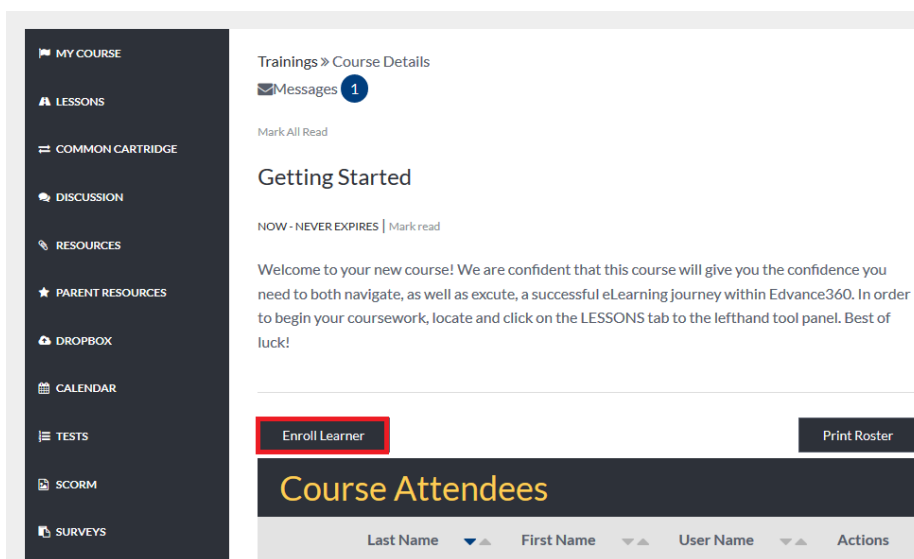 MY COURSE
LESSONS
COMMON CARTRIDGE
DISCUSSION
RESOURCES
PARENT RESOURCES
DROPBOX
CALENDAR
TESTS
SCORM
SURVEYS
Trainings » Course Details
Messages 1
Mark All Read
Getting Started
NOW - NEVER EXPIRES | Mark read
Welcome to your new course! We are confident that this course will give you the confidence you
need to both navigate, as well as excute, a successful eLearning journey within Edvance360. In order
to begin your coursework, locate and click on the LESSONS tab to the lefthand tool panel. Best of
luck!
Enroll Learner
Print Roster
Course Attendees
Last Name First Name User Name Actions